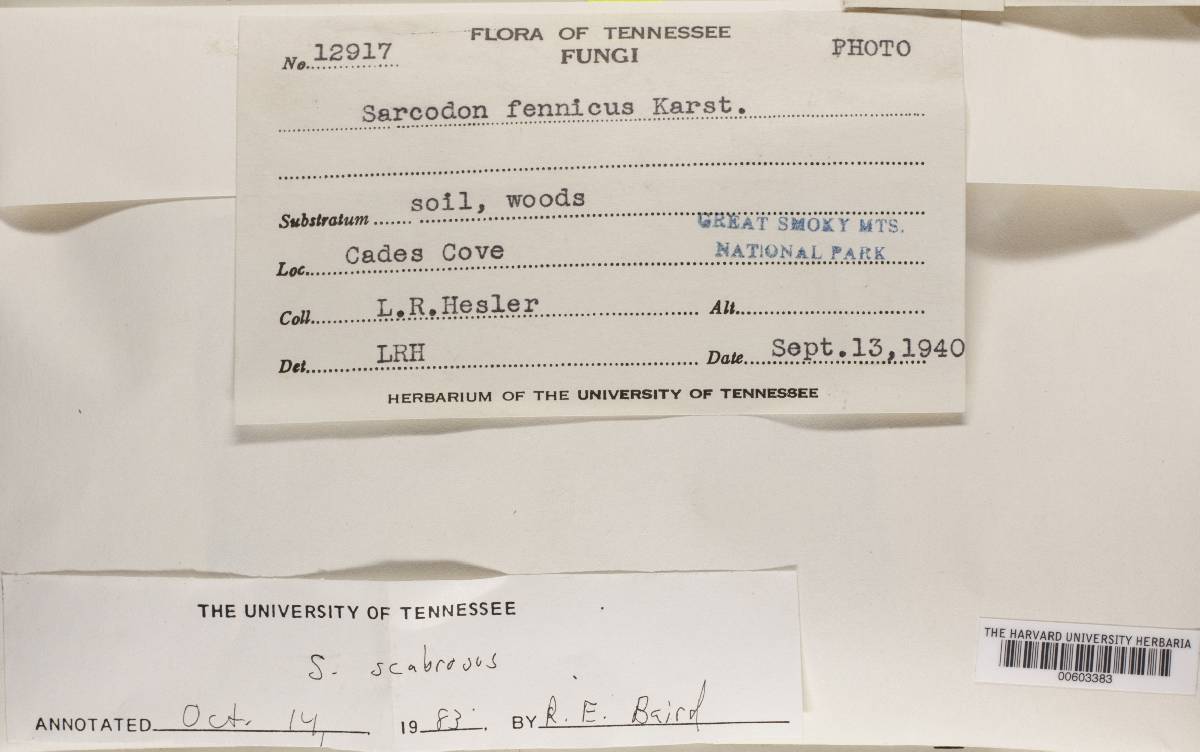 FLORA OF TENNESSEE
No. 12917 FUNGI PHOTO
Sarcodon fennicus Karst.
Substratum soil, woods
GREAT SMOKY MTS.
Loc. Cades Cove NATIONAL PARK
Coll. L.R.Hesler Alt.
Det. LRH Date Sept.13,1940
HERBARIUM OF THE UNIVERSITY OF TENNESSEE
THE UNIVERSITY OF TENNESSEE
S. scabrosus
ANNOTATED Oct. 14, 1983. BY R. E. Baird
THE HARVARD UNIVERSITY HERBARIA
00603383